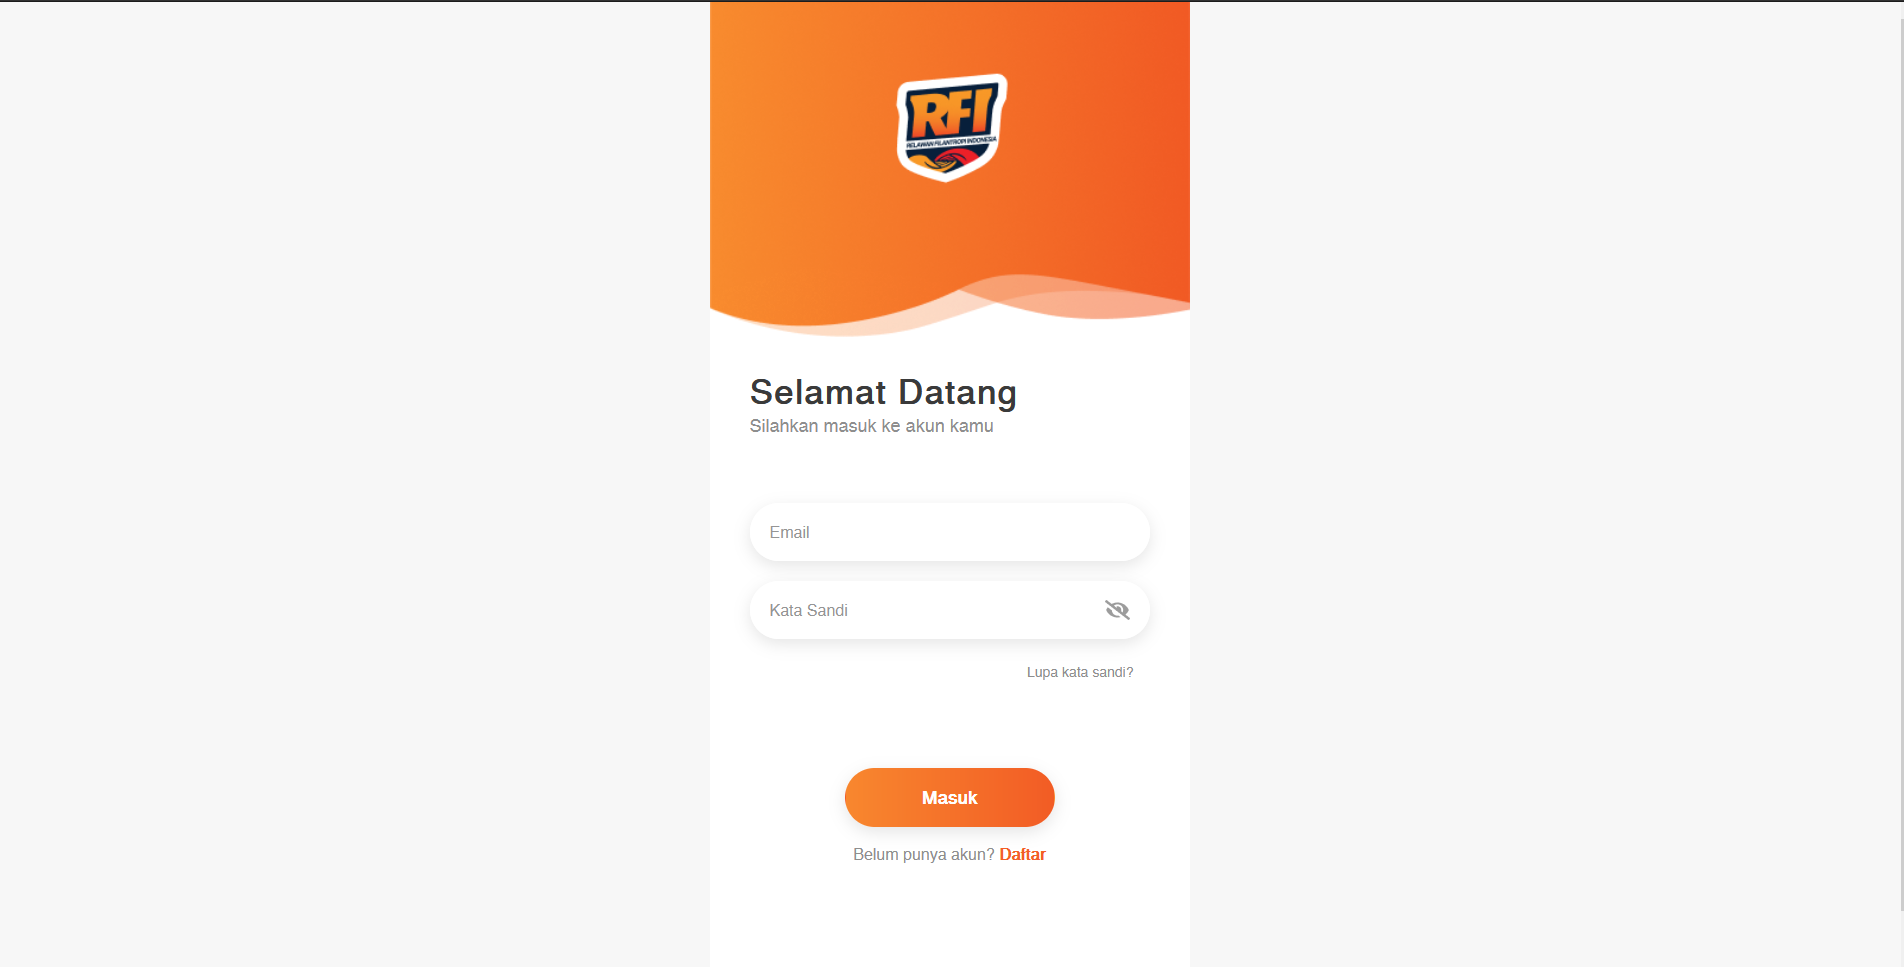 RFI
RELAWAN FILANTROPI INDONESIA
Selamat Datang
Silahkan masuk ke akun kamu
Email
Kata Sandi
Lupa kata sandi?
Masuk
Belum punya akun? Daftar